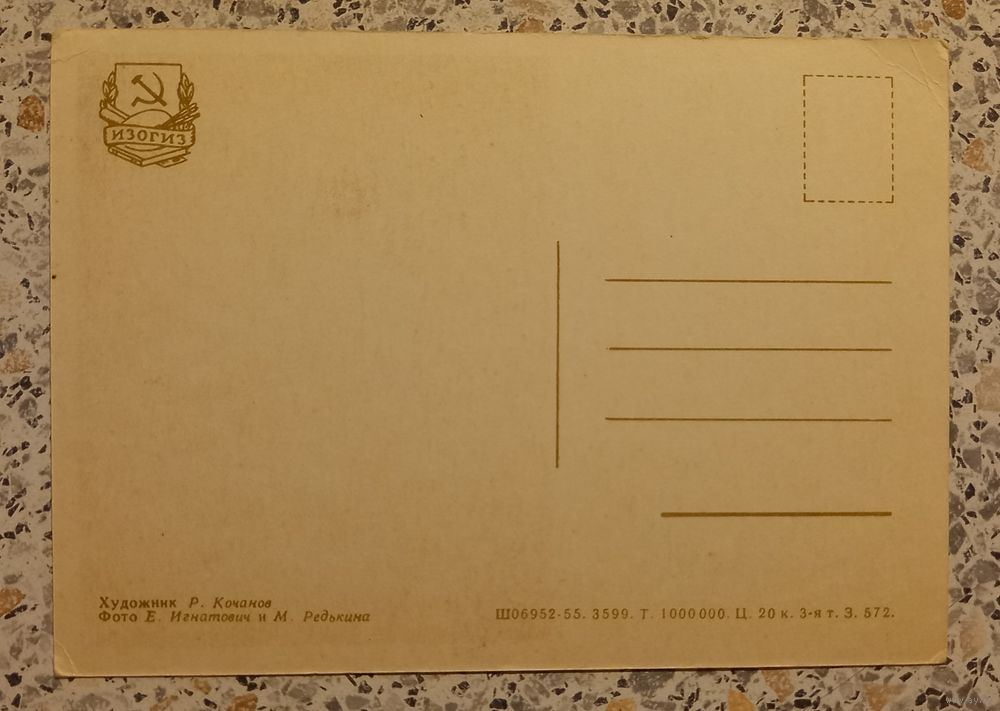 ИЗОГИЗ
Художник Р. Кочанов
Фото Е. Игнатович и М. Редькина
Ш06952-55. 3599. Т. 1000000. Ц. 20 к. 3-я т. З. 572.